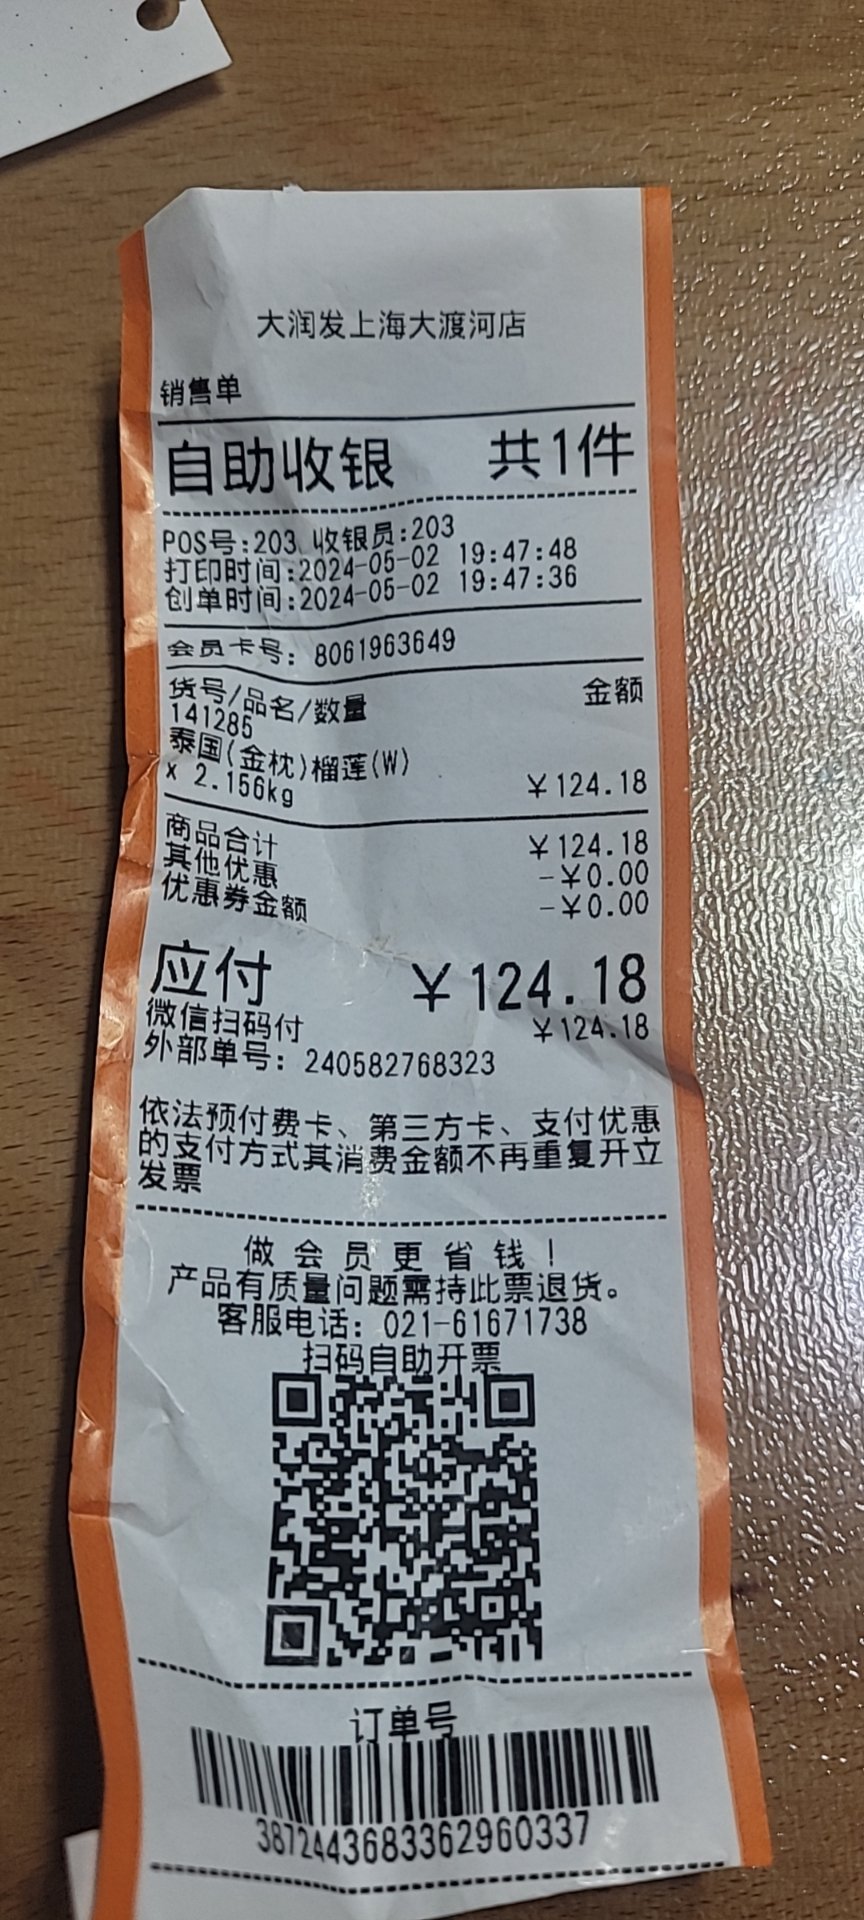 大润发上海大渡河店
销售单
自助收银 共1件
POS号:203 收银员:203
打印时间:2024-05-02 19:47:48
创单时间:2024-05-02 19:47:36
会员卡号: 8061963649
货号/品名/数量 金额
141285
泰国(金枕)榴莲(W)
x 2.156kg ￥124.18
商品合计 ￥124.18
其他优惠 -￥0.00
优惠券金额 -￥0.00
应付 ￥124.18
微信扫码付 ￥124.18
外部单号: 240582768323
依法预付费卡、第三方卡、支付优惠
的支付方式其消费金额不再重复开立
发票
做会员更省钱!
产品有质量问题需持此票退货。
客服电话: 021-61671738
扫码自助开票
订单号
3872443683362960337